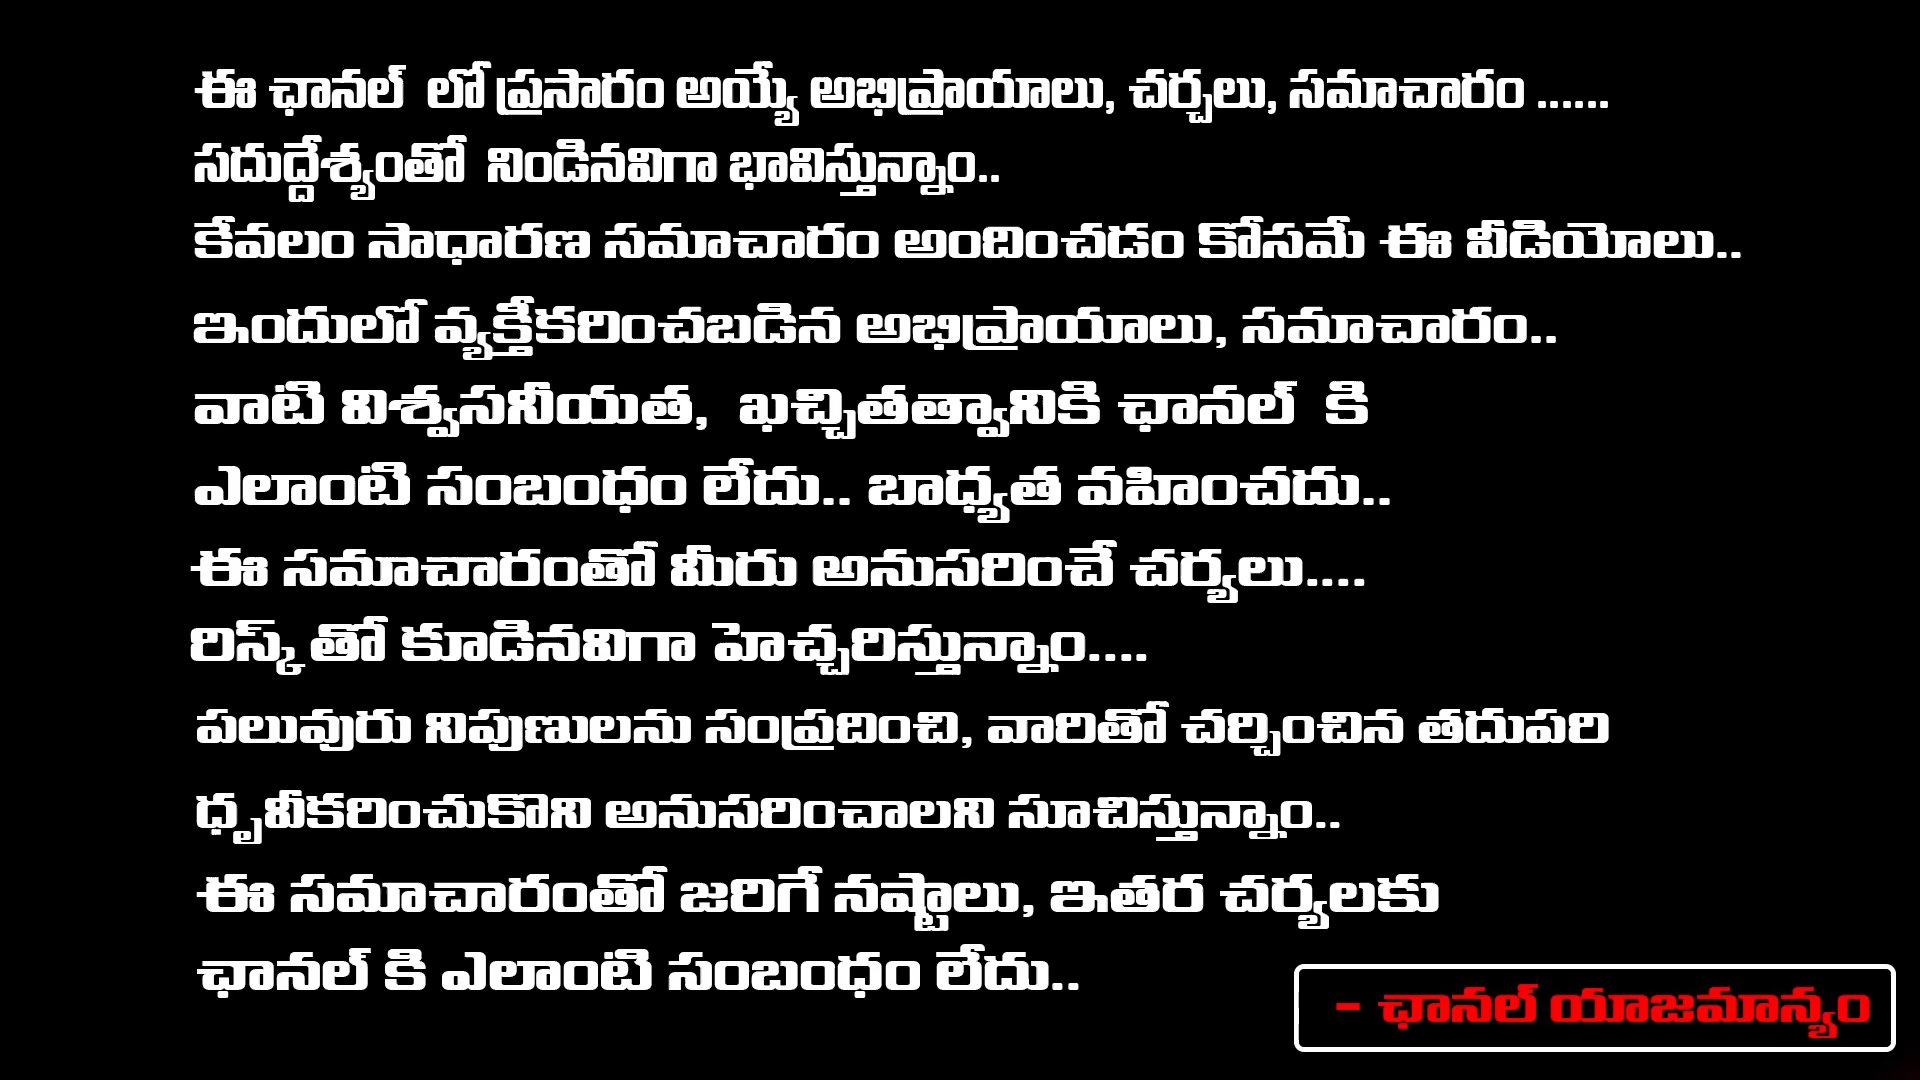 ఈ ఛానల్ లో ప్రసారం అయ్యే అభిప్రాయాలు, చర్చలు, సమాచారం ......
సదుద్దేశ్యంతో నిండినవిగా భావిస్తున్నాం..
కేవలం సాధారణ సమాచారం అందించడం కోసమే ఈ వీడియోలు..
ఇందులో వ్యక్తీకరించబడిన అభిప్రాయాలు, సమాచారం..
వాటి విశ్వసనీయత, ఖచ్చితత్వానికి ఛానల్ కి
ఎలాంటి సంబంధం లేదు.. బాధ్యత వహించదు..
ఈ సమాచారంతో మీరు అనుసరించే చర్యలు....
రిస్క్ తో కూడినవిగా హెచ్చరిస్తున్నాం....
పలువురు నిపుణులను సంప్రదించి, వారితో చర్చించిన తదుపరి
ధృవీకరించుకొని అనుసరించాలని సూచిస్తున్నాం..
ఈ సమాచారంతో జరిగే నష్టాలు, ఇతర చర్యలకు
ఛానల్ కి ఎలాంటి సంబంధం లేదు..
- ఛానల్ యాజమాన్యం